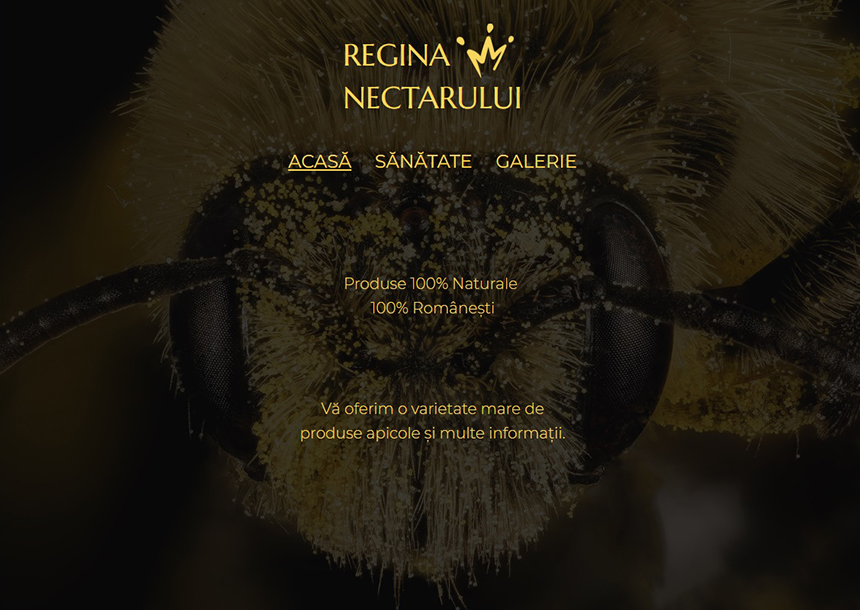 REGINA
NECTARULUI
ACASĂ SĂNĂTATE GALERIE
Produse 100% Naturale
100% Românești
Vă oferim o varietate mare de
produse apicole și multe informații.